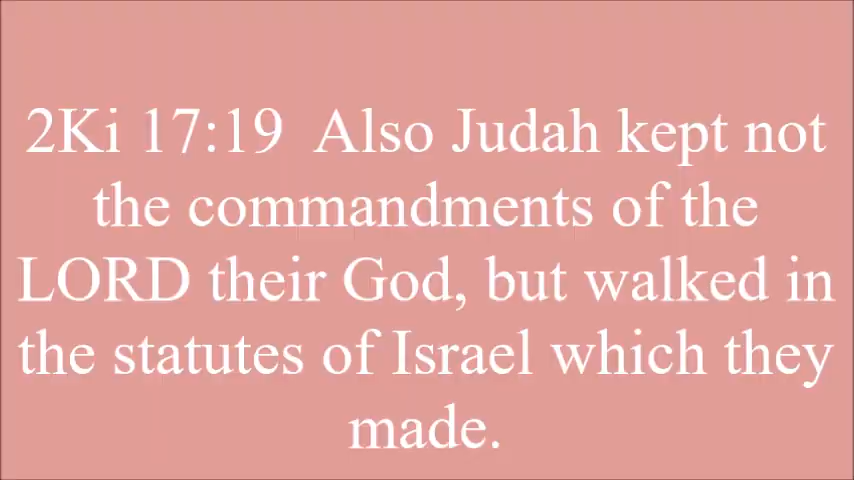 2Ki 17:19  Also Judah kept not
the commandments of the
LORD their God, but walked in
the statutes of Israel which they
made.